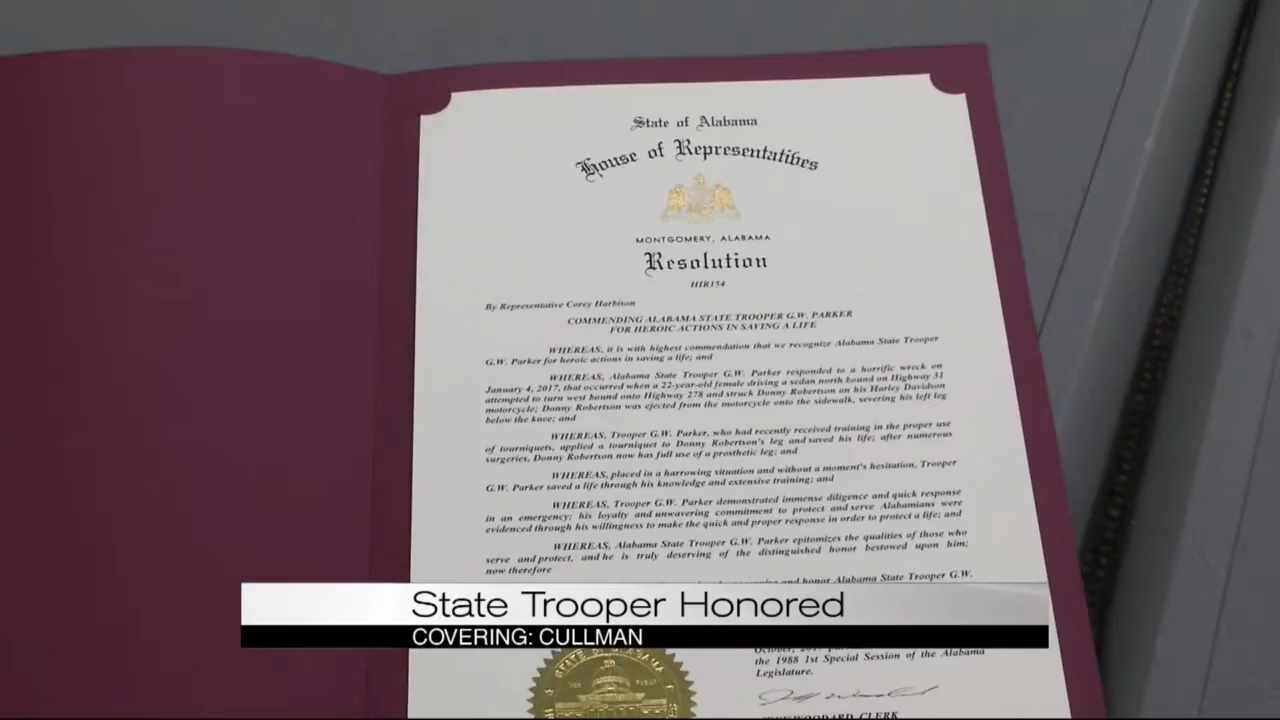 State of Alabama
House of Representatives
MONTGOMERY, ALABAMA
Resolution
HJR154
By Representative Corey Harbison
COMMENDING ALABAMA STATE TROOPER G.W. PARKER
FOR HEROIC ACTIONS IN SAVING A LIFE
WHEREAS, it is with highest commendation that we recognize Alabama State Trooper
G.W. Parker for heroic actions in saving a life; and
WHEREAS, Alabama State Trooper G.W. Parker responded to a horrific wreck on
January 4, 2017, that occurred when a 22-year-old female driving a sedan north bound on Highway 31
attempted to turn west bound onto Highway 278 and struck Donny Robertson on his Harley Davidson
motorcycle; Donny Robertson was ejected from the motorcycle onto the sidewalk, severing his left leg
below the knee; and
WHEREAS, Trooper G.W. Parker, who had recently received training in the proper use
of tourniquets, applied a tourniquet to Donny Robertson's leg and saved his life; after numerous
surgeries, Donny Robertson now has full use of a prosthetic leg; and
WHEREAS, placed in a harrowing situation and without a moment's hesitation, Trooper
G.W. Parker saved a life through his knowledge and extensive training; and
WHEREAS, Trooper G.W. Parker demonstrated immense diligence and quick response
in an emergency; his loyalty and unwavering commitment to protect and serve Alabamians were
evidenced through his willingness to make the quick and proper response in order to protect a life; and
WHEREAS, Alabama State Trooper G.W. Parker epitomizes the qualities of those who
serve and protect, and he is truly deserving of the distinguished honor bestowed upon him;
now therefore
and honor Alabama State Trooper G.W.
State Trooper Honored
COVERING: CULLMAN
October,
the 1988 1st Special Session of the Alabama
Legislature.
STATE OF ALABAMA
WOODARD, CLERK